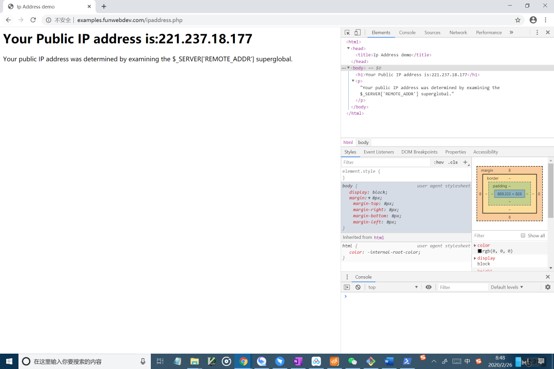 Ip Address demo
不安全 | examples.funwebdev.com/ipaddress.php
Your Public IP address is:221.237.18.177
Your public IP address was determined by examining the $_SERVER['REMOTE_ADDR'] superglobal.
Elements Console Sources Network Performance »
<html>
<head>
<title>Ip Address demo</title>
</head>
<body> == $0
<h1>Your Public IP address is:221.237.18.177</h1>
<p>
"Your public IP address was determined by examining the
$_SERVER['REMOTE_ADDR'] superglobal."
</p>
</body>
</html>
html body
Styles Event Listeners DOM Breakpoints Properties Accessibility
Filter :hov .cls +
element.style {
}
body { user agent stylesheet
display: block;
margin: 8px;
margin-top: 8px;
margin-right: 8px;
margin-bottom: 8px;
margin-left: 8px;
}
Inherited from html
html { user agent stylesheet
color: -internal-root-color;
}
margin
border
padding
8
Filter Show all
color
rgb(0, 0, 0)
display
block
Console
top Filter Default levels
>
在这里输入你要搜索的内容
中
8:49
2020/2/26